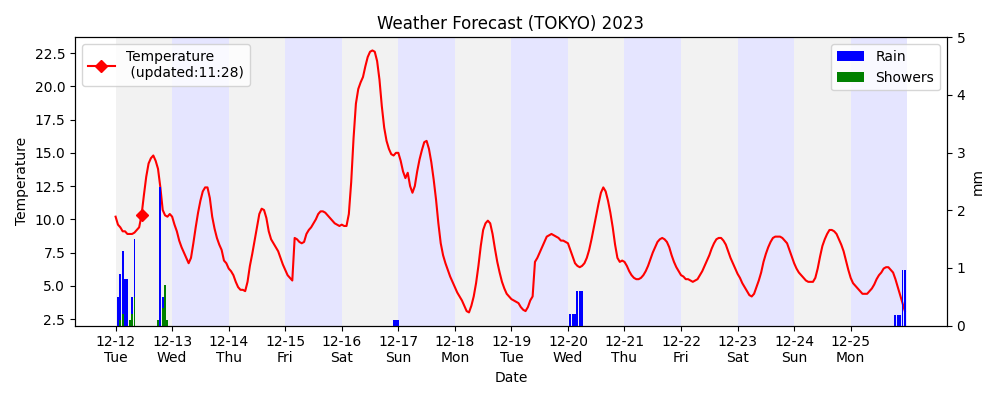 Weather Forecast (TOKYO) 2023
Temperature
(updated:11:28)
Rain
Showers
22.5
20.0
17.5
15.0
12.5
10.0
7.5
5.0
2.5
Temperature
5
4
3
2
1
0
mm
12-12 12-13 12-14 12-15 12-16 12-17 12-18 12-19 12-20 12-21 12-22 12-23 12-24 12-25
Tue Wed Thu Fri Sat Sun Mon Tue Wed Thu Fri Sat Sun Mon
Date